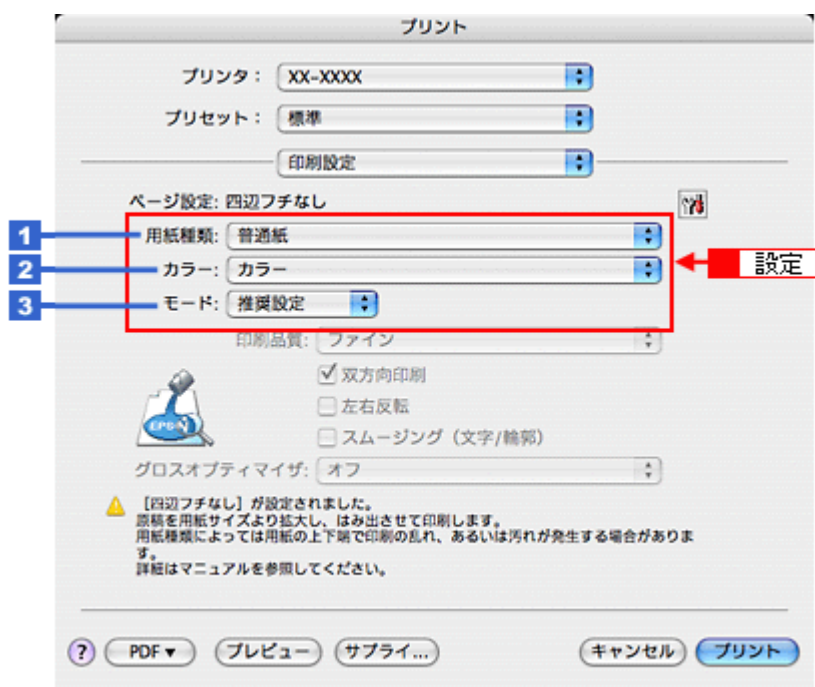 プリント
プリンタ： XX-XXXX
プリセット： 標準
印刷設定
ページ設定: 四辺フチなし
1 用紙種類: 普通紙
2 カラー: カラー
設定
3 モード: 推奨設定
印刷品質: ファイン
双方向印刷
左右反転
スムージング（文字/輪郭）
EPSON
グロスオプティマイザ: オフ
［四辺フチなし］が設定されました。
原稿を用紙サイズより拡大し、はみ出させて印刷します。
用紙種類によっては用紙の上下端で印刷の乱れ、あるいは汚れが発生する場合がありま
す。
詳細はマニュアルを参照してください。
? PDF▼ プレビュー サプライ... キャンセル プリント